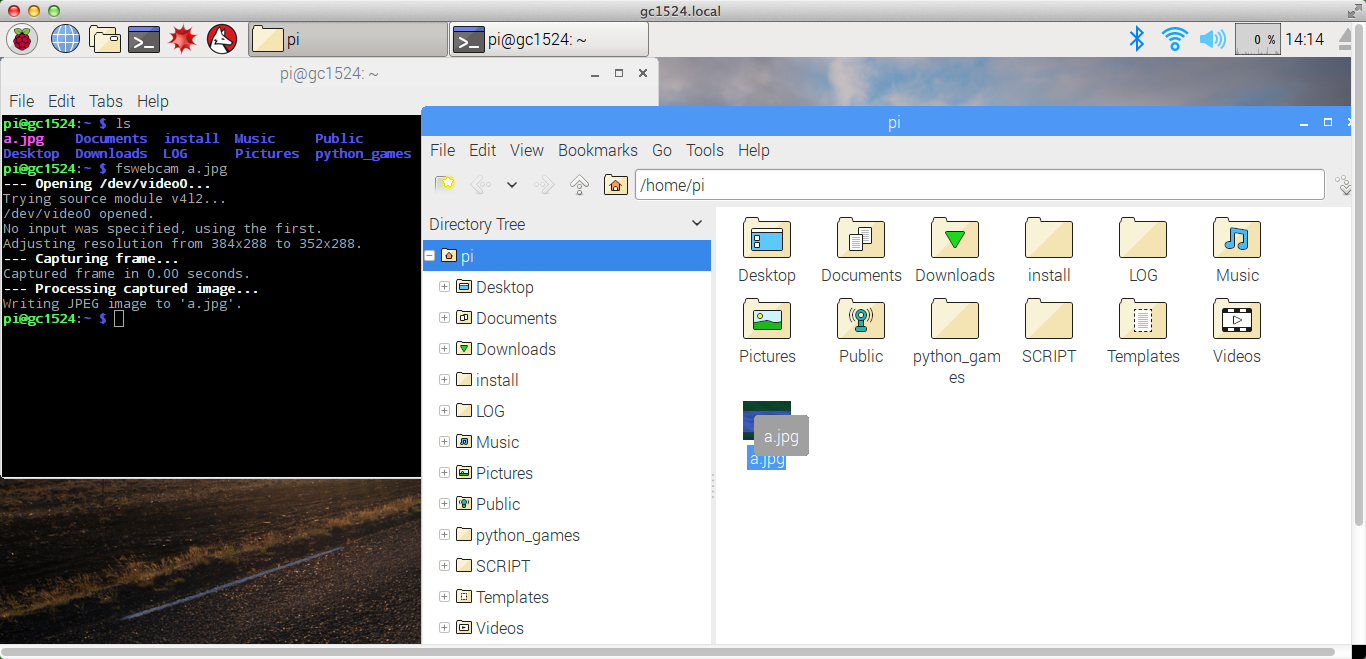 gc1524.local
pi
pi@gc1524: ~
0 %
14:14
pi@gc1524: ~
File Edit Tabs Help
pi@gc1524:~ $ ls
a.jpg Documents install Music Public
Desktop Downloads LOG Pictures python_games
pi@gc1524:~ $ fswebcam a.jpg
--- Opening /dev/video0...
Trying source module v4l2...
/dev/video0 opened.
No input was specified, using the first.
Adjusting resolution from 384x288 to 352x288.
--- Capturing frame...
Captured frame in 0.00 seconds.
--- Processing captured image...
Writing JPEG image to 'a.jpg'.
pi@gc1524:~ $
pi
File Edit View Bookmarks Go Tools Help
/home/pi
Directory Tree
pi
Desktop
Documents
Downloads
install
LOG
Music
Pictures
Public
python_games
SCRIPT
Templates
Videos
Desktop Documents Downloads install LOG Music
Pictures Public python_gam SCRIPT Templates Videos
es
a.jpg
a.jpg